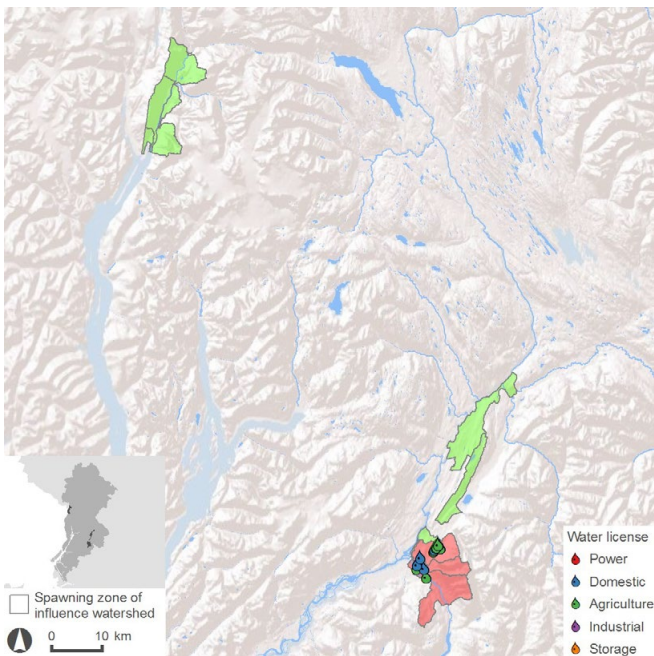 Water license
Power
Domestic
Agriculture
Industrial
Storage
Spawning zone of
influence watershed
0 10 km